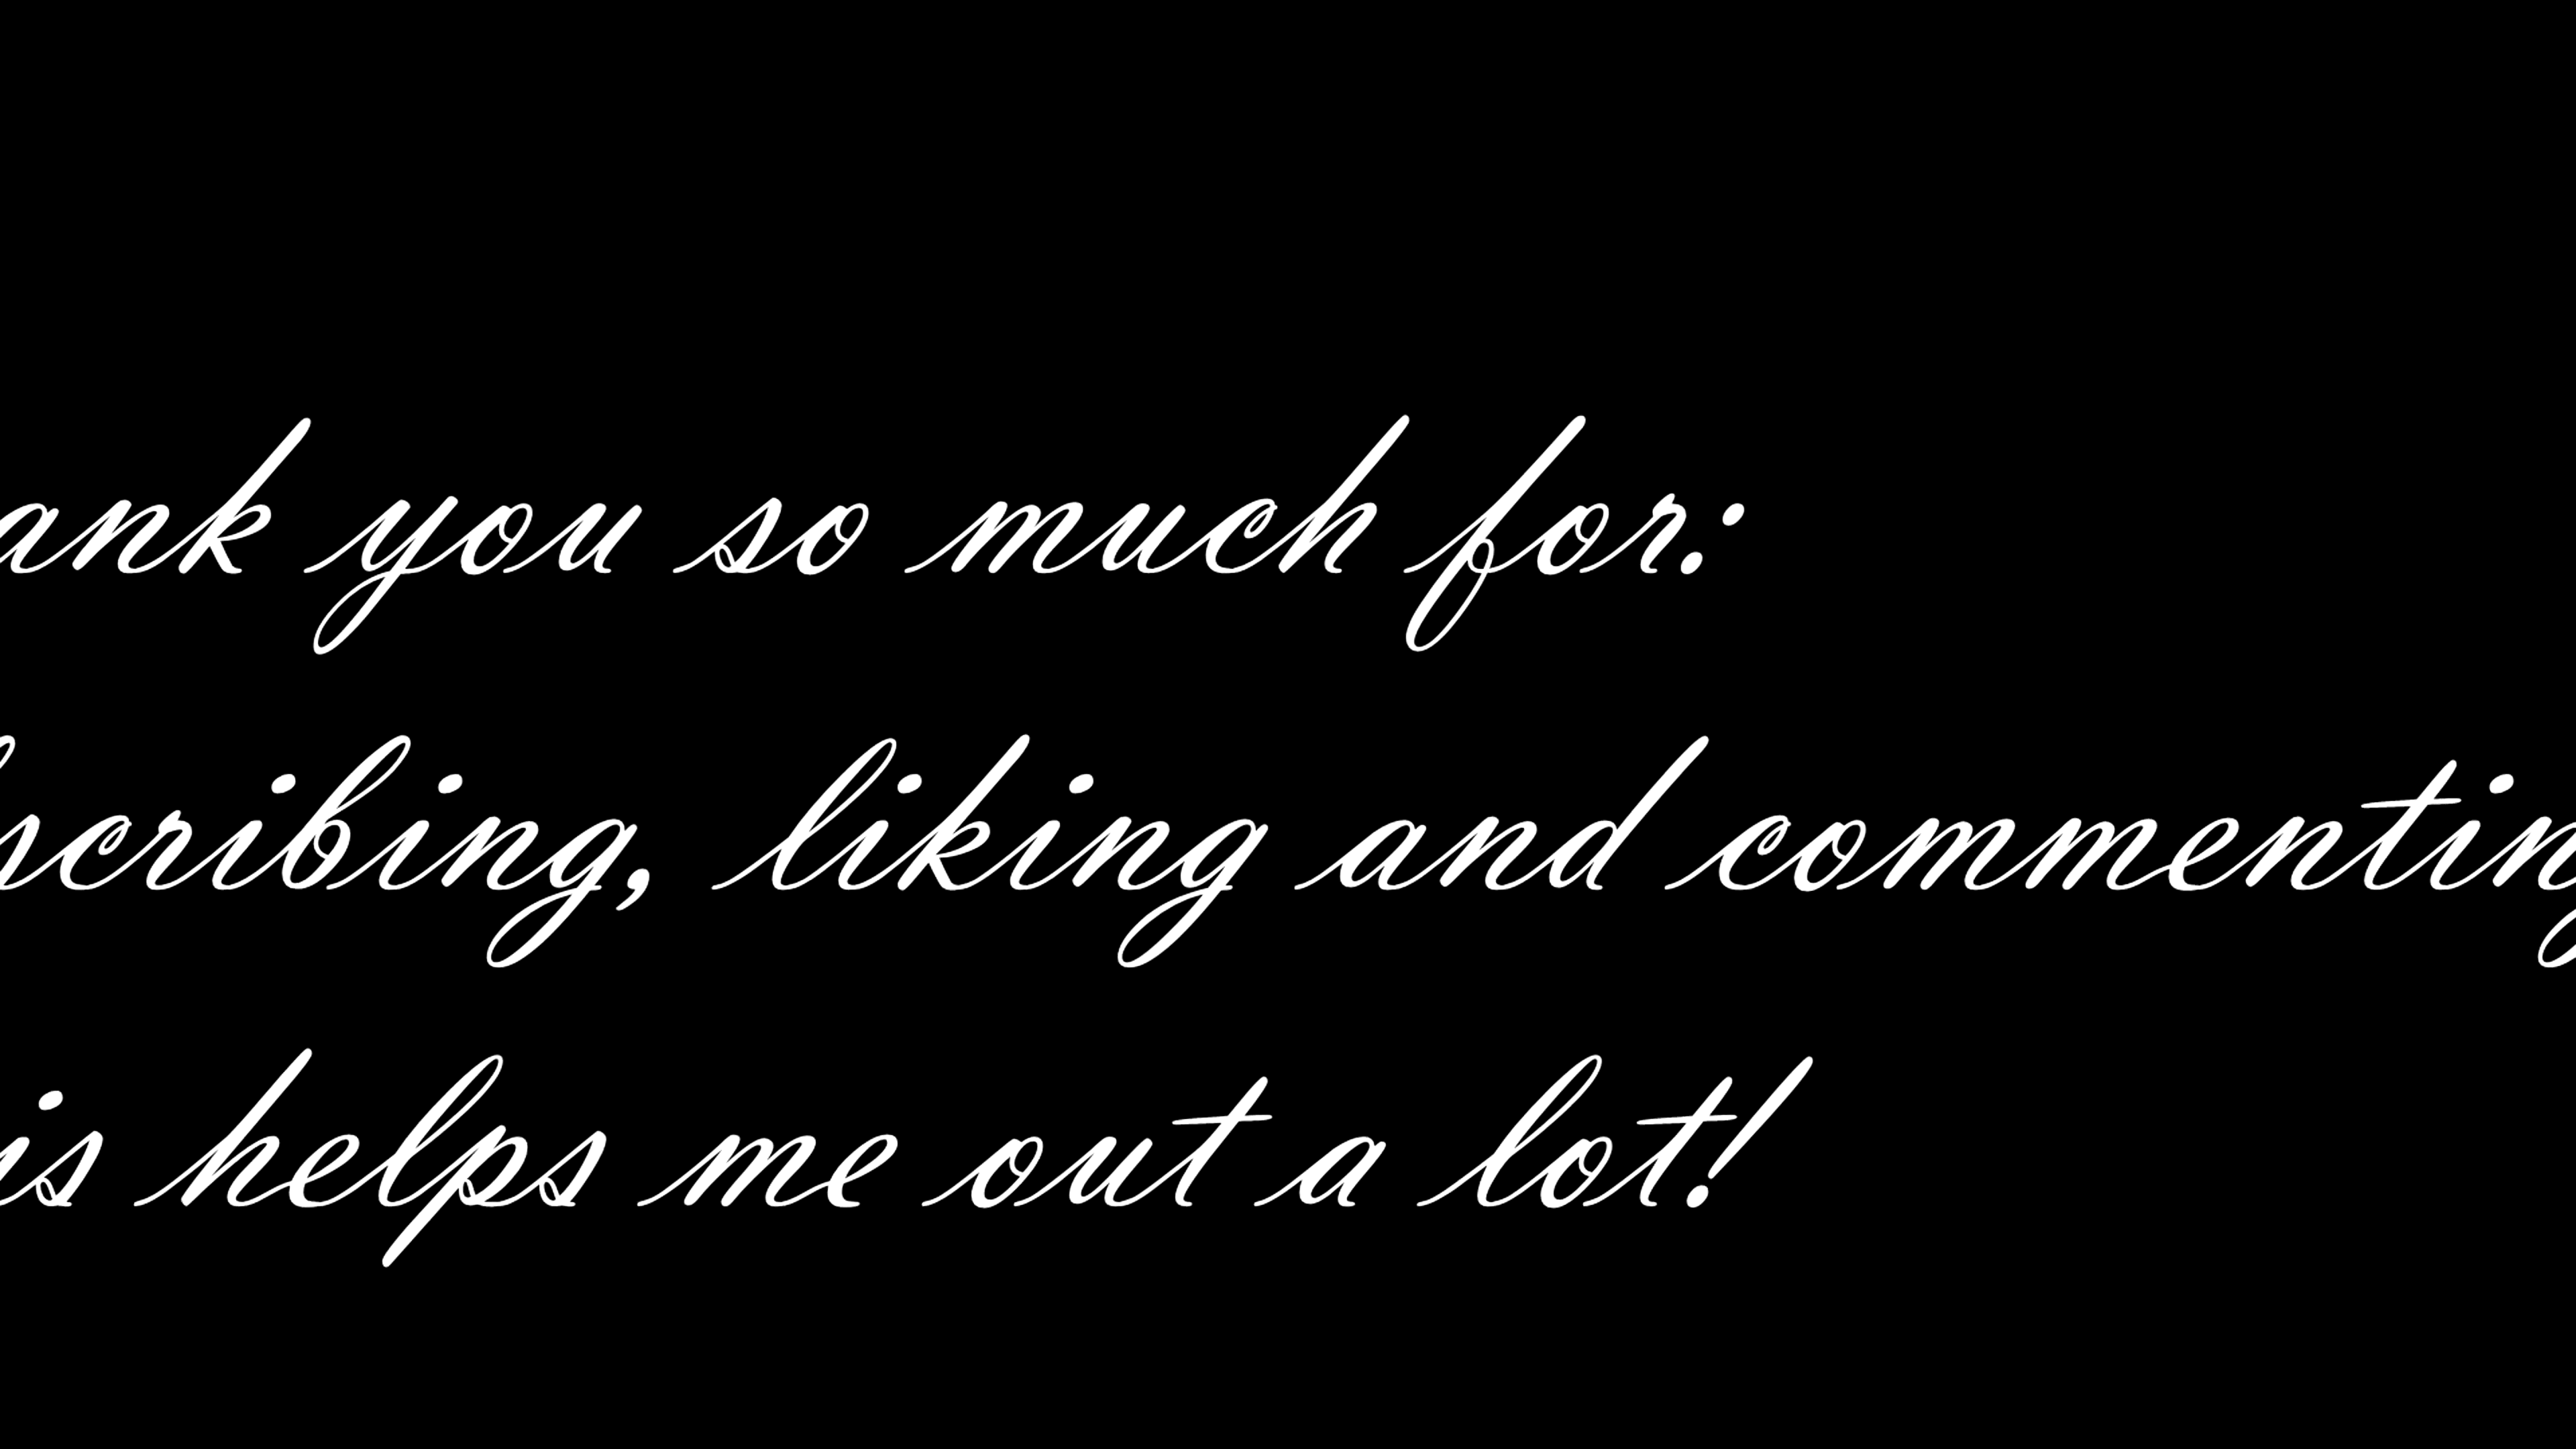 ank you so much for:
scribing, liking and commenting
is helps me out a lot!